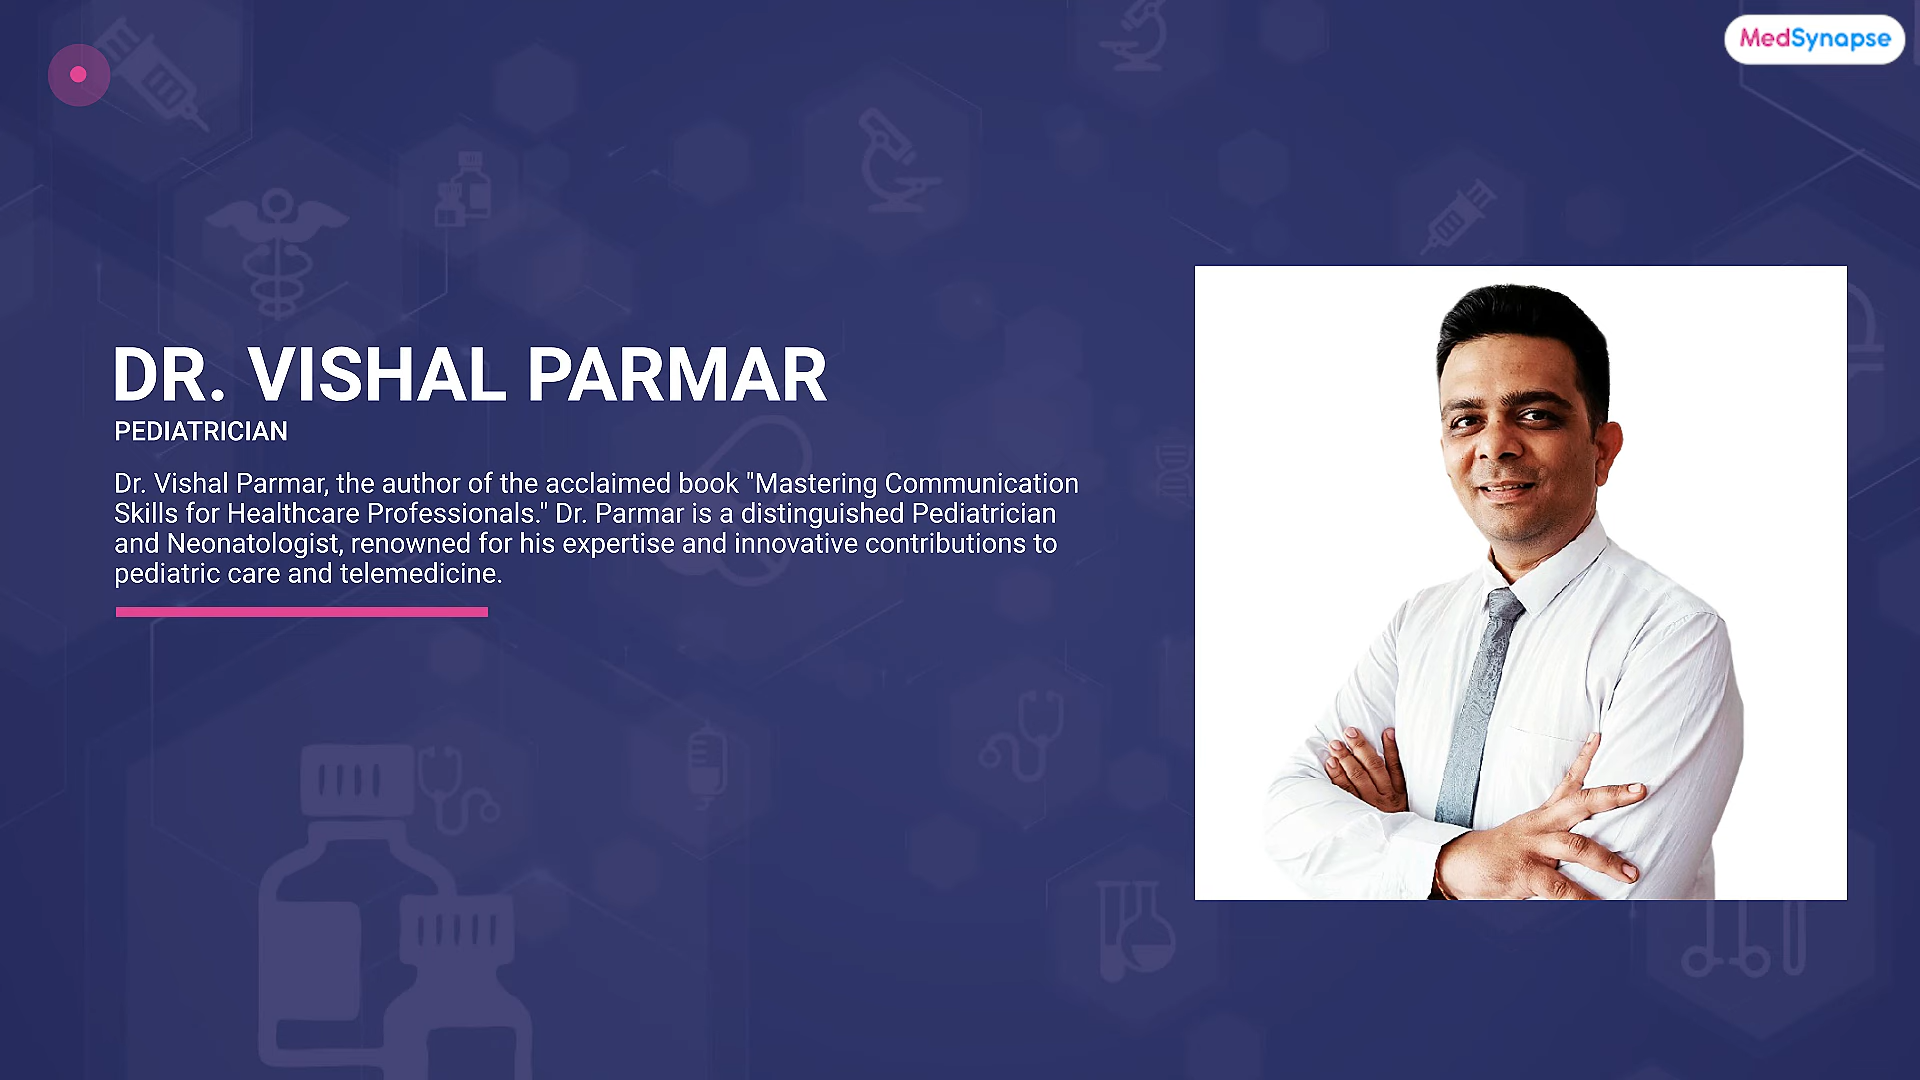 MedSynapse
DR. VISHAL PARMAR
PEDIATRICIAN
Dr. Vishal Parmar, the author of the acclaimed book "Mastering Communication
Skills for Healthcare Professionals." Dr. Parmar is a distinguished Pediatrician
and Neonatologist, renowned for his expertise and innovative contributions to
pediatric care and telemedicine.